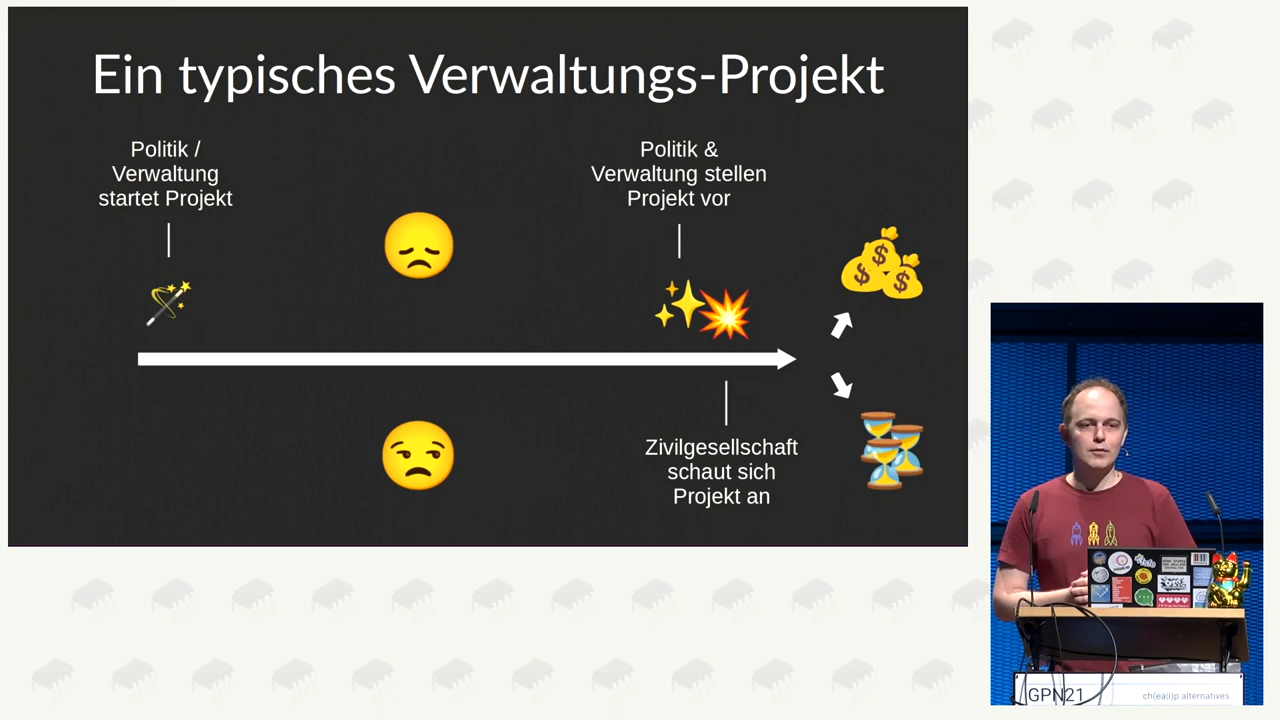 Ein typisches Verwaltungs-Projekt
Politik /
Verwaltung
startet Projekt
Politik &
Verwaltung stellen
Projekt vor
Zivilgesellschaft
schaut sich
Projekt an
GPN21
ch(ea(i)p alternatives